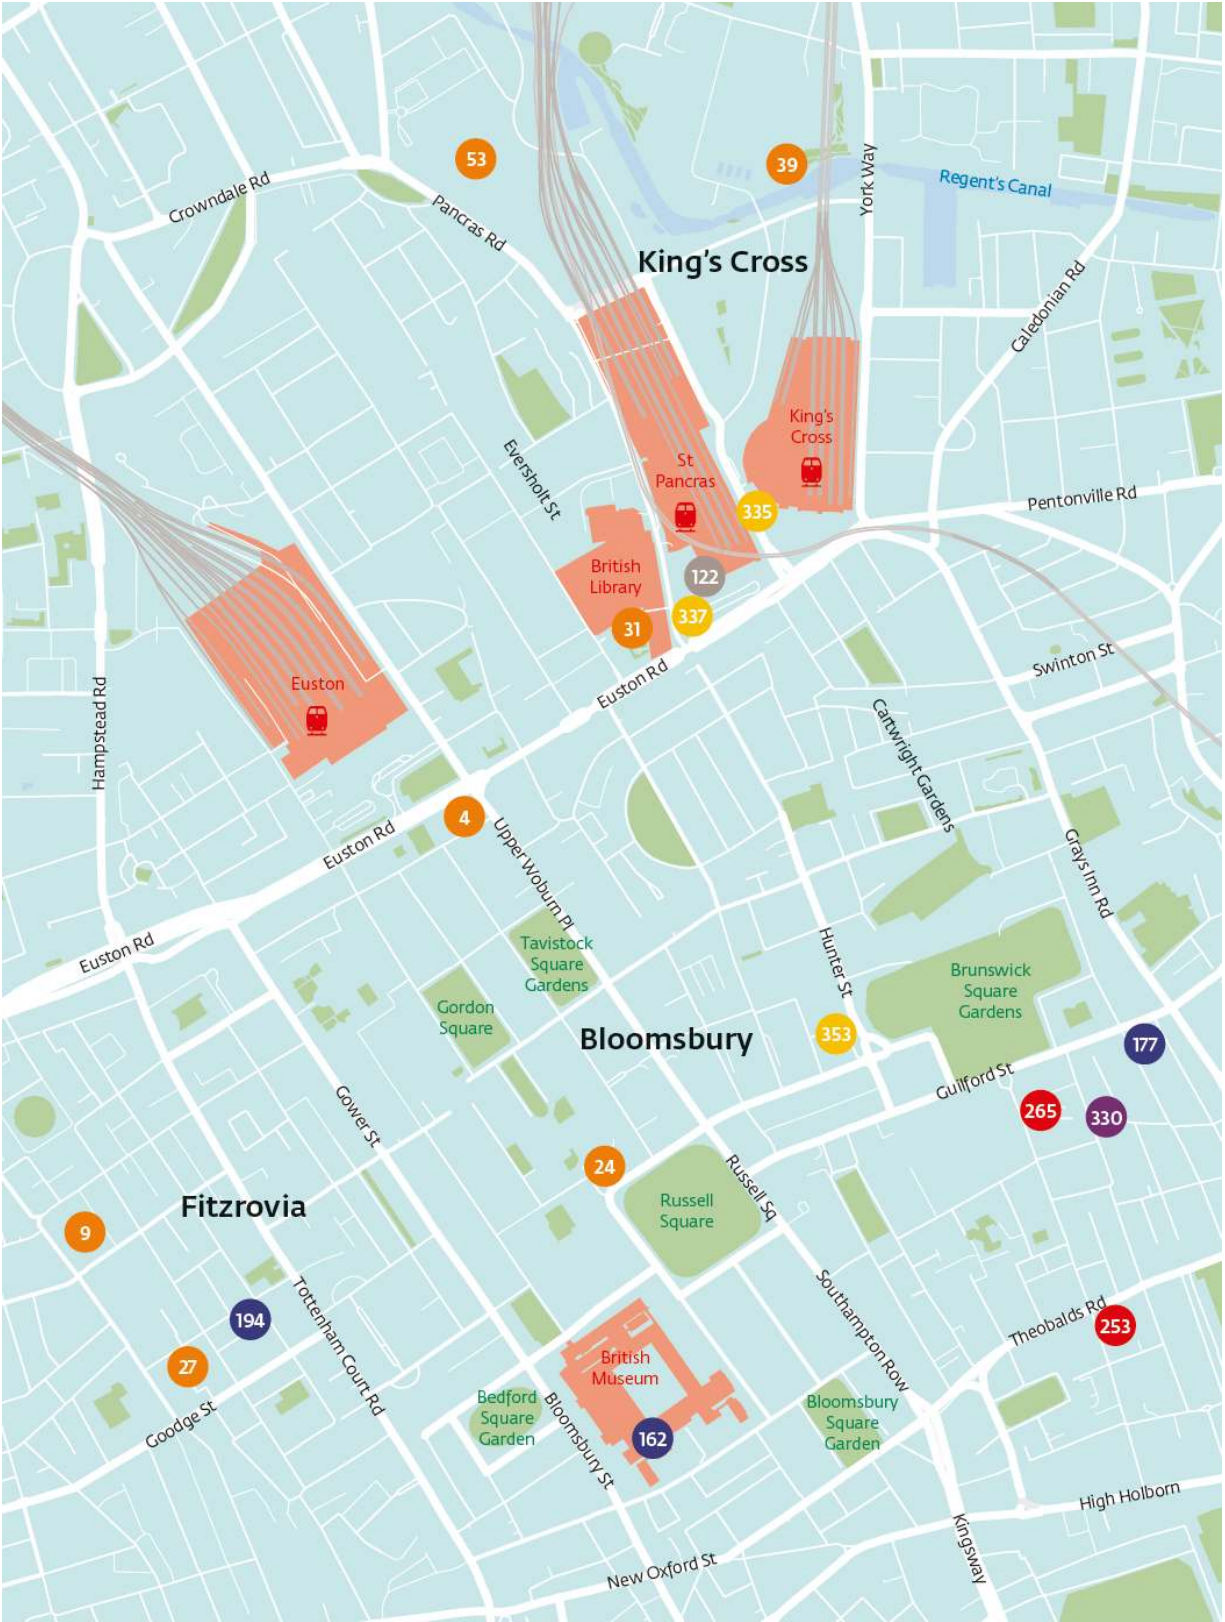 53
39
York Way
Regent's Canal
Crowndale Rd
Pancras Rd
King's Cross
Caledonian Rd
King's
Cross
St
Pancras
Eversholt St
335
Pentonville Rd
British
Library
122
337
31
Euston Rd
Swinton St
Euston
Hampstead Rd
Cartwright Gardens
4
Euston Rd
Upper Woburn Pl
Grays Inn Rd
Euston Rd
Tavistock
Square
Gardens
Hunter St
Brunswick
Square
Gardens
Gordon
Square
Bloomsbury
353
177
Guilford St
Gower St
265
330
24
Russell Sq
Russell
Square
Fitzrovia
9
194
Tottenham Court Rd
Southampton Row
Theobalds Rd
253
27
British
Museum
Goodge St
Bedford
Square
Garden
Bloomsbury St
Bloomsbury
Square
Garden
162
High Holborn
Kingsway
New Oxford St